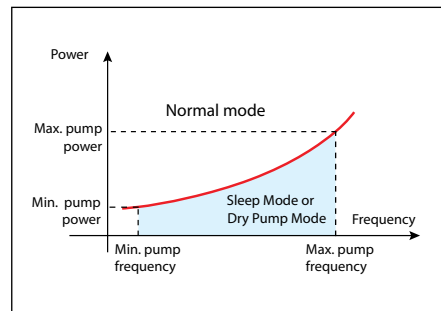 Power
Normal mode
Max. pump
power
Min. pump
power
Sleep Mode or
Dry Pump Mode
Frequency
Min. pump
frequency
Max. pump
frequency